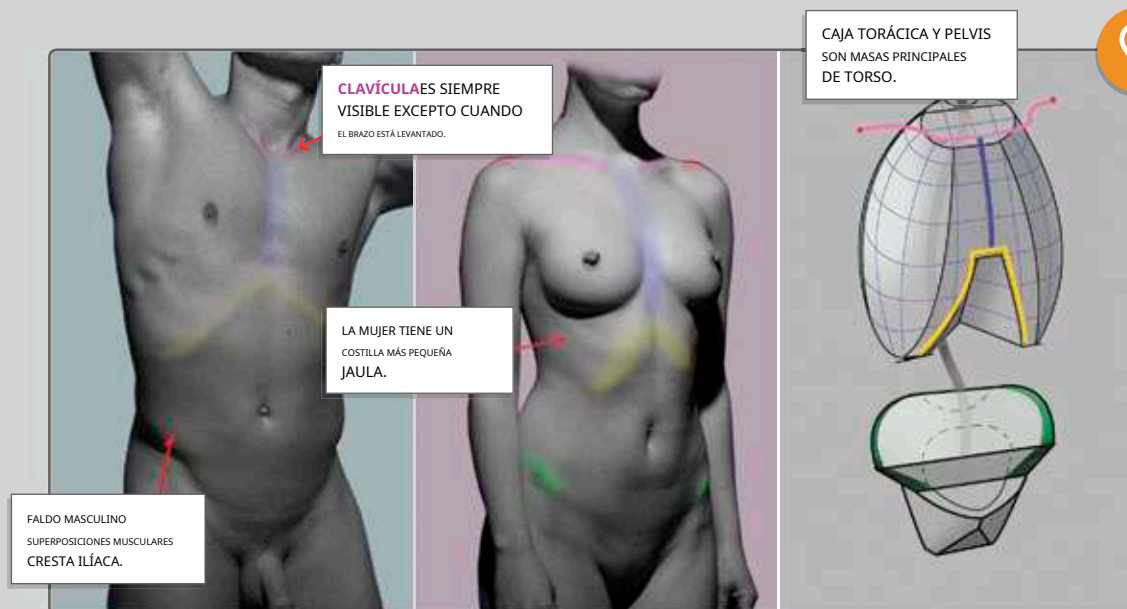 CAJA TORÁCICA Y PELVIS
SON MASAS PRINCIPALES
DE TORSO.
CLAVÍCULAES SIEMPRE
VISIBLE EXCEPTO CUANDO
EL BRAZO ESTÁ LEVANTADO.
LA MUJER TIENE UN
COSTILLA MÁS PEQUEÑA
JAULA.
FALDO MASCULINO
SUPERPOSICIONES MUSCULARES
CRESTA ILÍACA.